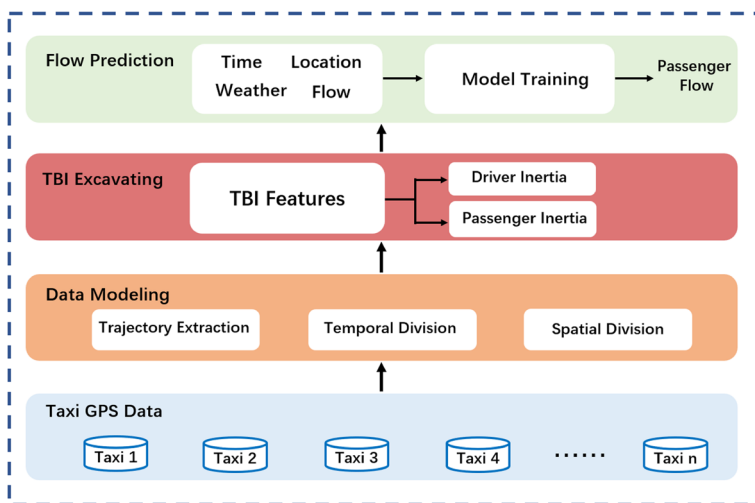 Flow Prediction
Time Location
Weather Flow
Model Training
Passenger
Flow
TBI Excavating
TBI Features
Driver Inertia
Passenger Inertia
Data Modeling
Trajectory Extraction
Temporal Division
Spatial Division
Taxi GPS Data
Taxi 1
Taxi 2
Taxi 3
Taxi 4
......
Taxi n